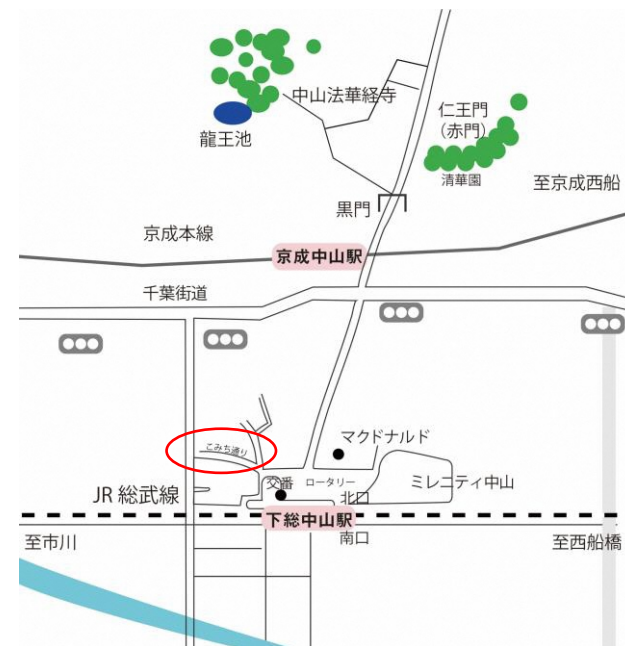 中山法華経寺
龍王池
仁王門
（赤門）
清華園
至京成西船
黒門
京成本線
京成中山駅
千葉街道
こみち通り
マクドナルド
交番
ロータリー
北口
ミレニティ中山
JR 総武線
下総中山駅
至市川
南口
至西船橋